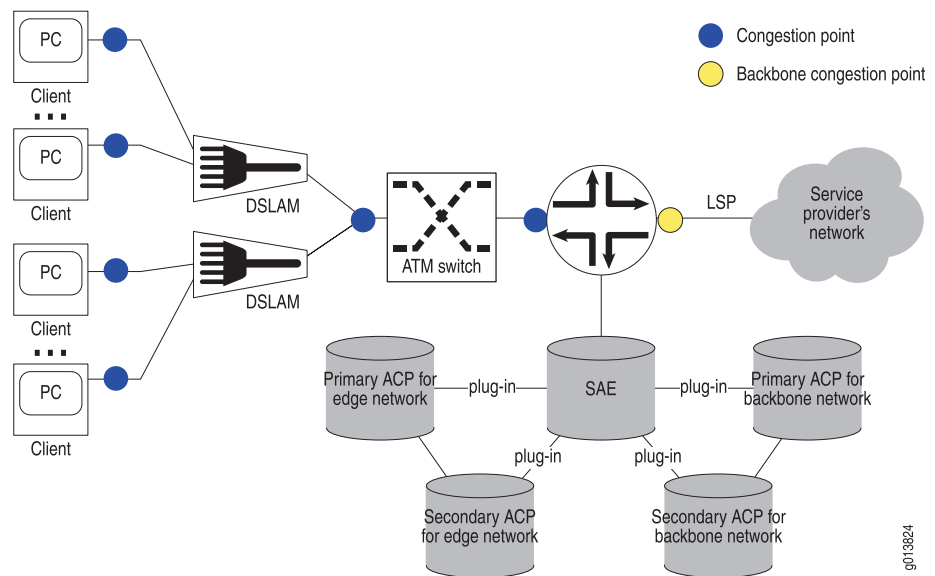 PC
Client
PC
Client
PC
Client
PC
Client
DSLAM
DSLAM
ATM switch
Congestion point
Backbone congestion point
LSP
Service
provider's
network
Primary ACP for
edge network
plug-in
SAE
plug-in
Primary ACP for
backbone network
plug-in
plug-in
Secondary ACP
for edge network
Secondary ACP for
backbone network
g013824